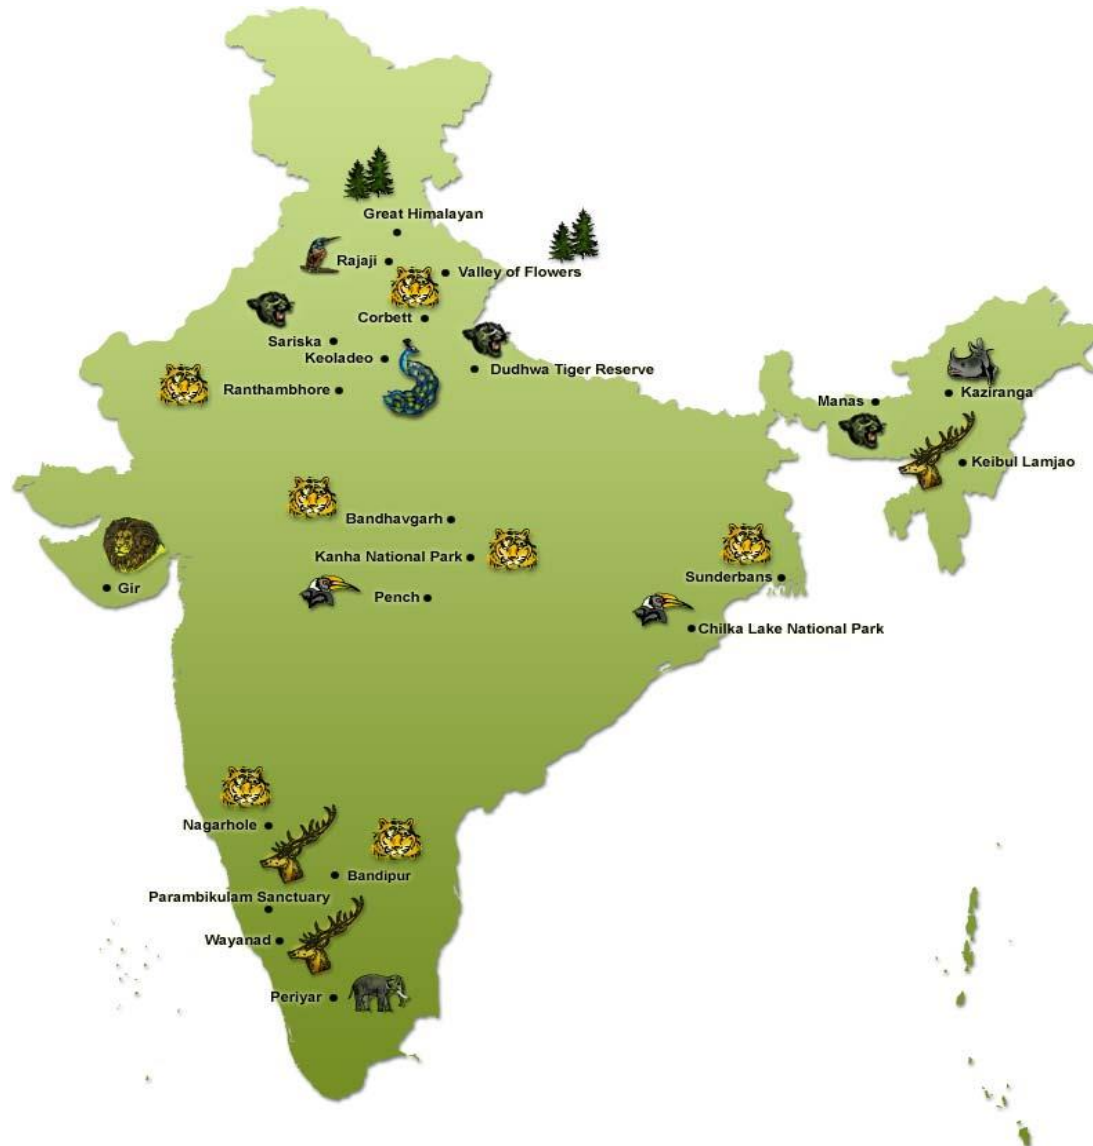 Great Himalayan
Rajaji
Valley of Flowers
Corbett
Sariska
Keoladeo
Dudhwa Tiger Reserve
Ranthambhore
Manas
Kaziranga
Keibul Lamjao
Bandhavgarh
Kanha National Park
Sunderbans
Gir
Pench
Chilka Lake National Park
Nagarhole
Bandipur
Parambikulam Sanctuary
Wayanad
Periyar